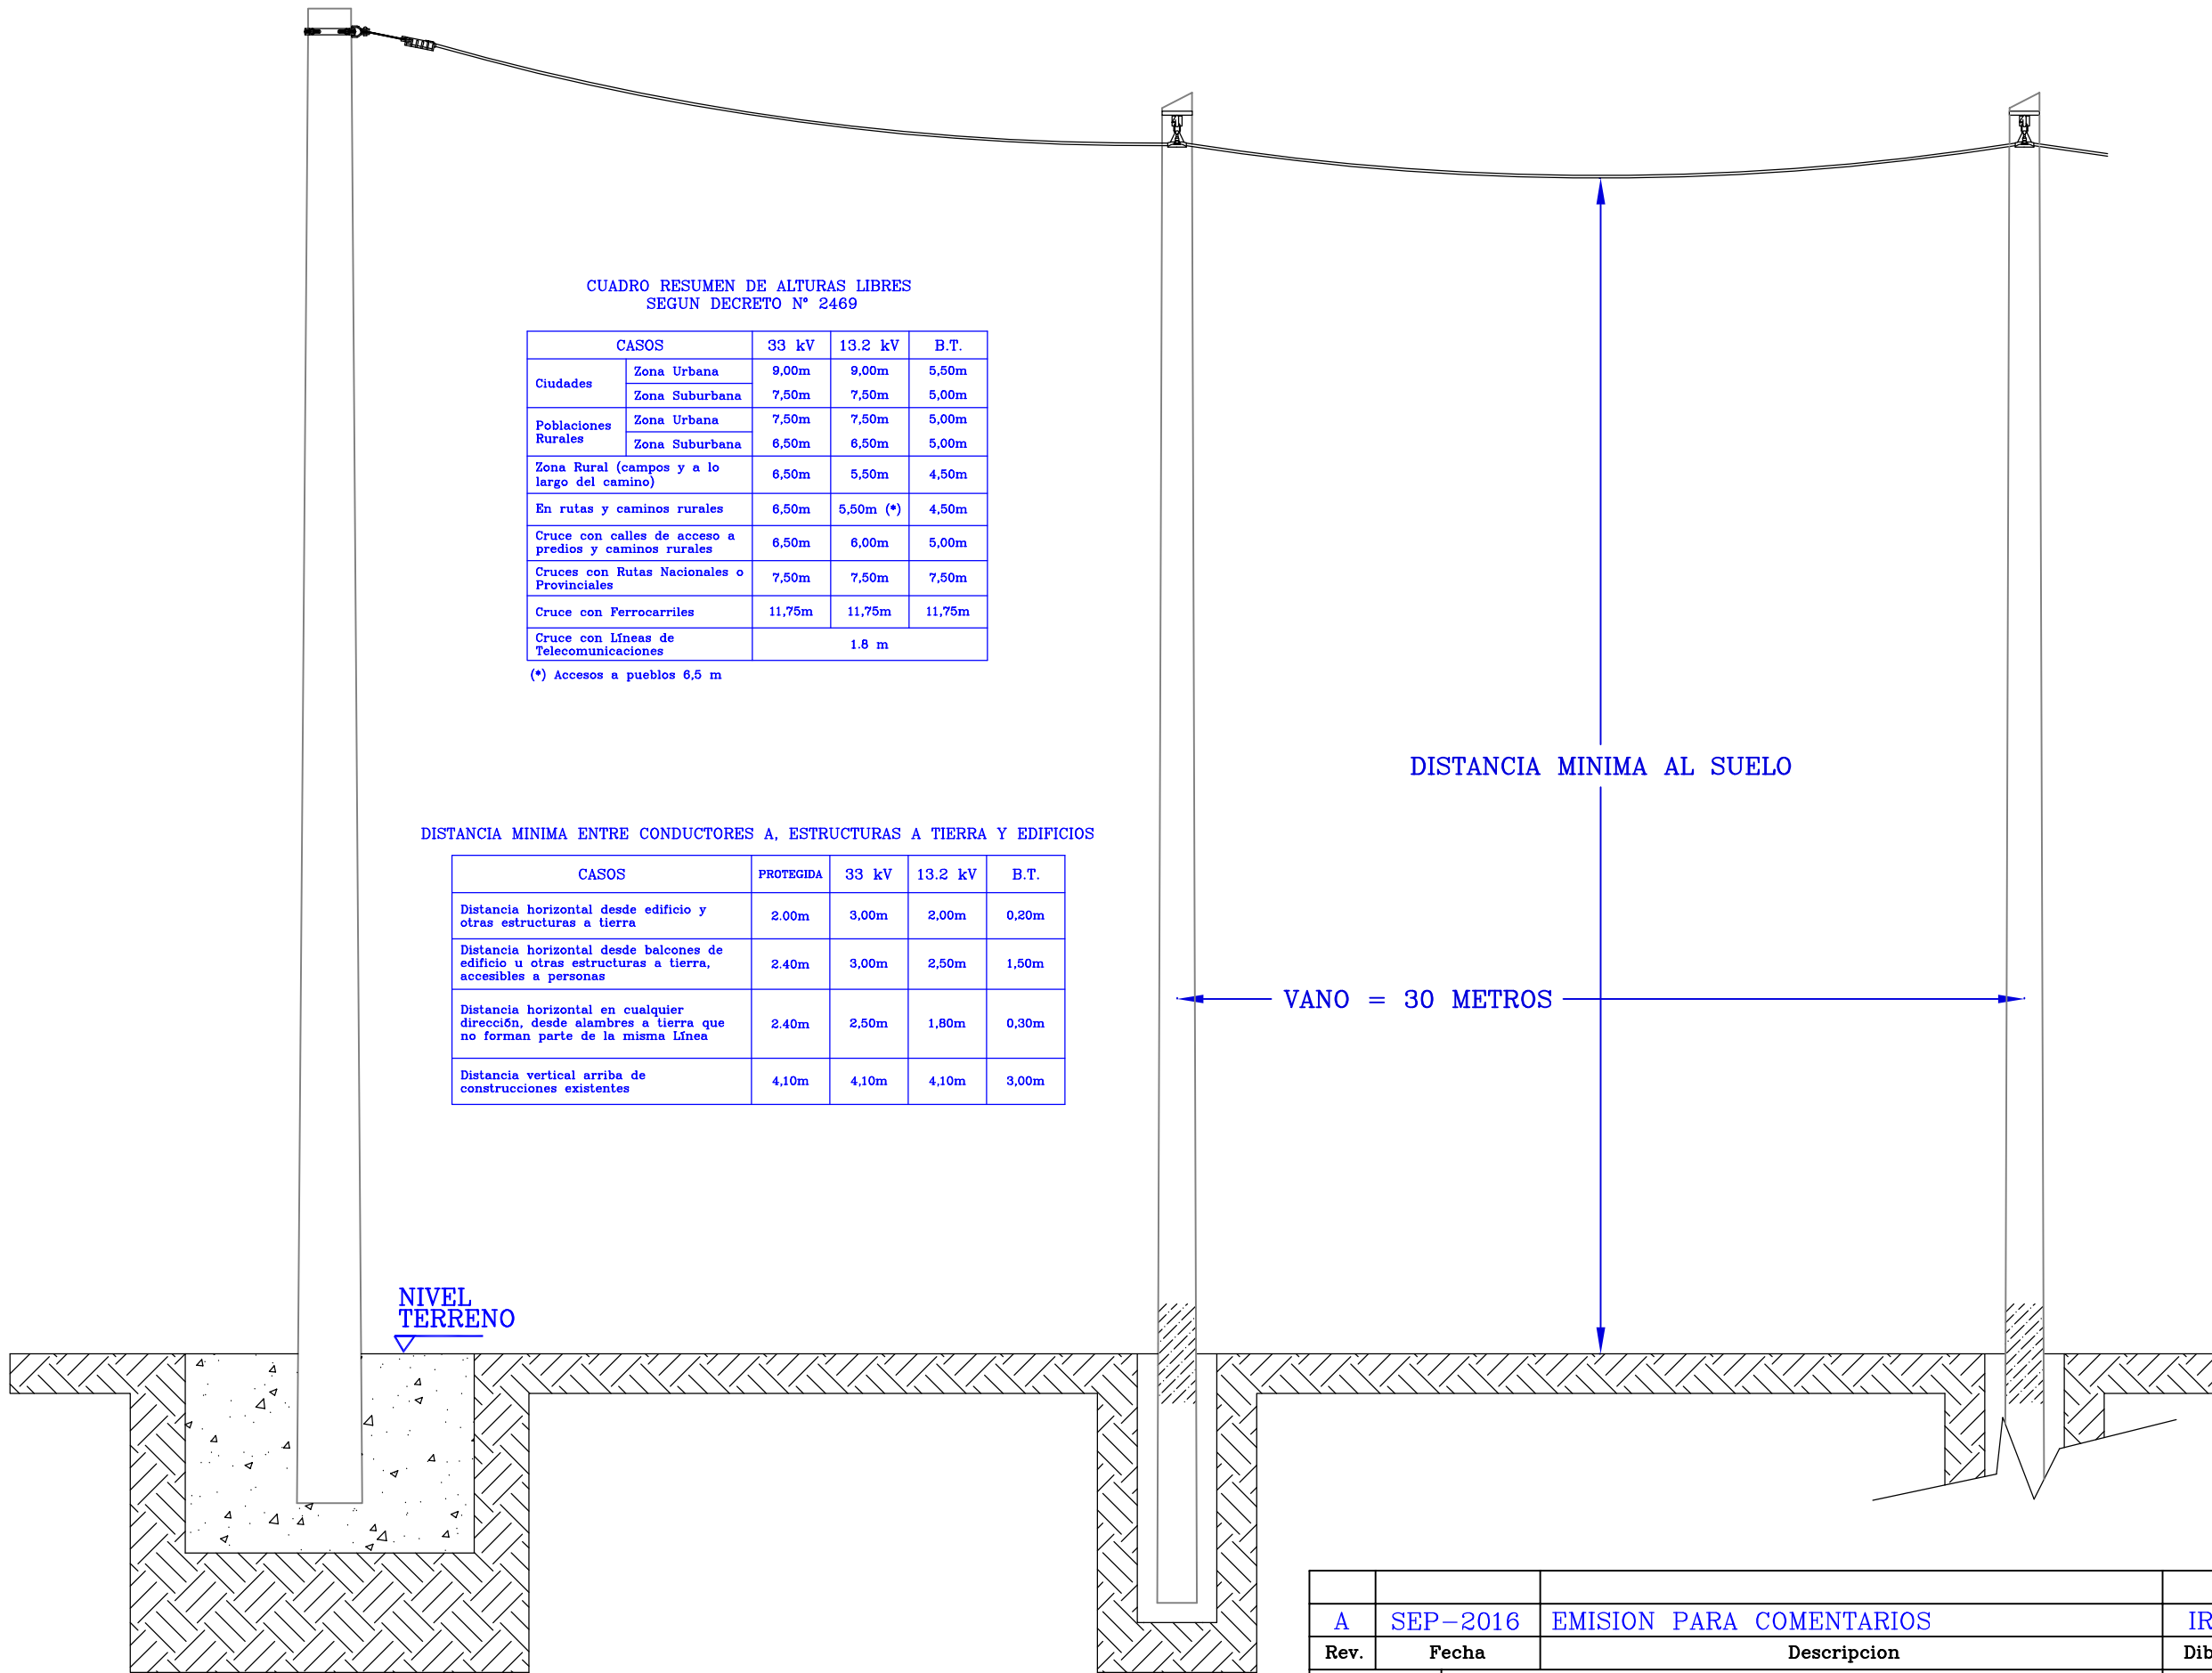 CUADRO RESUMEN DE ALTURAS LIBRES
SEGUN DECRETO Nº 2469
CASOS 33 kV 13.2 kV B.T.
Ciudades Zona Urbana 9,00m 9,00m 5,50m
Zona Suburbana 7,50m 7,50m 5,00m
Poblaciones Rurales Zona Urbana 7,50m 7,50m 5,00m
Zona Suburbana 6,50m 6,50m 5,00m
Zona Rural (campos y a lo
largo del camino) 6,50m 5,50m 4,50m
En rutas y caminos rurales 6,50m 5,50m (*) 4,50m
Cruce con calles de acceso a
predios y caminos rurales 6,50m 6,00m 5,00m
Cruces con Rutas Nacionales o
Provinciales 7,50m 7,50m 7,50m
Cruce con Ferrocarriles 11,75m 11,75m 11,75m
Cruce con Líneas de
Telecomunicaciones 1.8 m
(*) Accesos a pueblos 6,5 m
DISTANCIA MINIMA AL SUELO
DISTANCIA MINIMA ENTRE CONDUCTORES A, ESTRUCTURAS A TIERRA Y EDIFICIOS
CASOS PROTEGIDA 33 kV 13.2 kV B.T.
Distancia horizontal desde edificio y
otras estructuras a tierra 2.00m 3,00m 2,00m 0,20m
Distancia horizontal desde balcones de
edificio u otras estructuras a tierra,
accesibles a personas 2.40m 3,00m 2,50m 1,50m
Distancia horizontal en cualquier
dirección, desde alambres a tierra que
no forman parte de la misma Línea 2.40m 2,50m 1,80m 0,30m
Distancia vertical arriba de
construcciones existentes 4,10m 4,10m 4,10m 3,00m
VANO = 30 METROS
NIVEL
TERRENO
A SEP-2016 EMISION PARA COMENTARIOS IR
Rev. Fecha Descripcion Dib